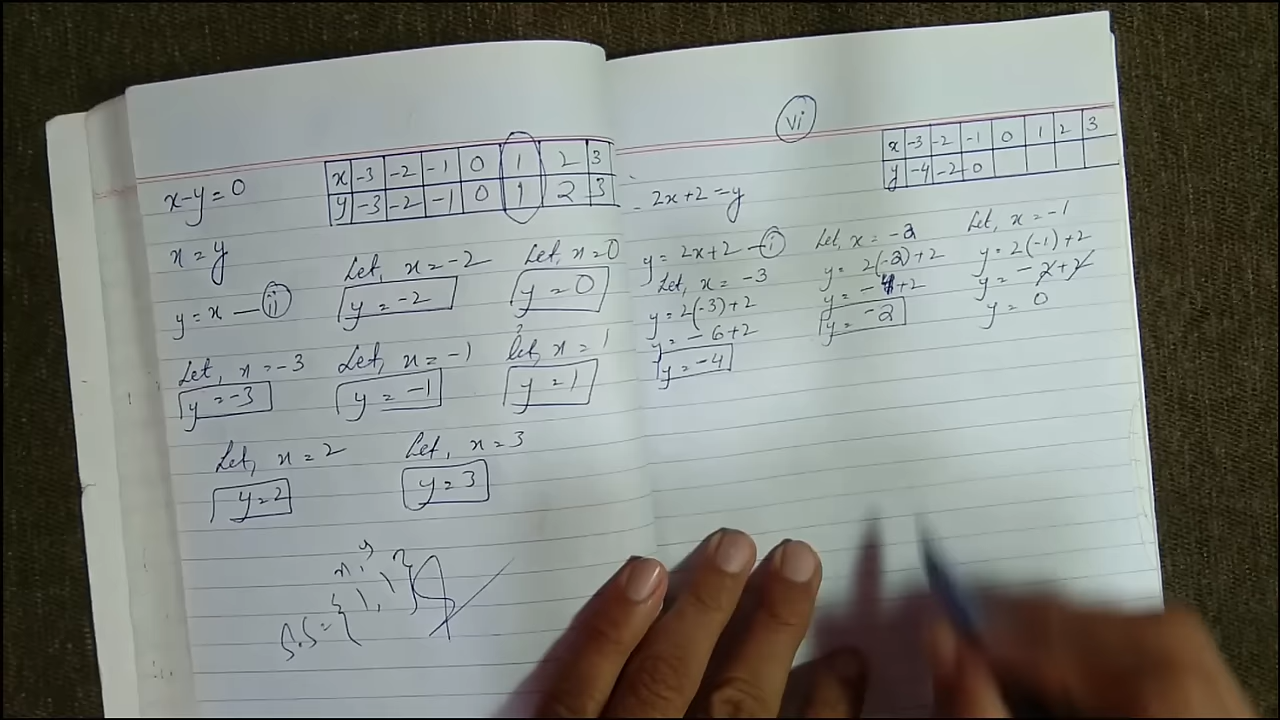 x-y=0
x -3 -2 -1 0 1 2 3
y -3 -2 -1 0 1 2 3
x = y
y = x — ii
Let, x = -3
y = -3
Let, x = -2
y = -2
Let, x = -1
y = -1
Let, x = 0
y = 0
Let, x = 1
y = 1
Let, x = 2
y = 2
Let, x = 3
y = 3
x, y
S.S = { 1, 1 }
vi
x -3 -2 -1 0 1 2 3
y -4 -2 0
2x+2 = y
y = 2x+2 — i
Let, x = -3
y = 2(-3)+2
y = -6+2
y = -4
Let, x = -2
y = 2(-2)+2
y = -4+2
y = -2
Let, x = -1
y = 2(-1)+2
y = -2+2
y = 0